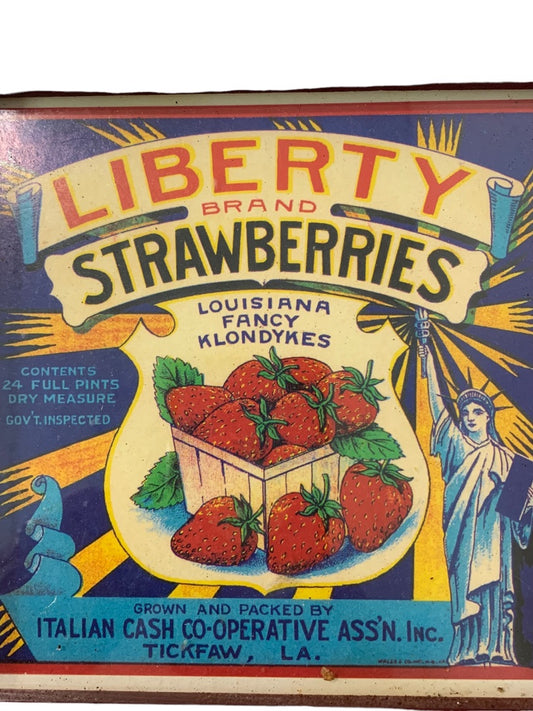 LIBERTY
BRAND
STRAWBERRIES
LOUISIANA
FANCY
KLONDYKES
CONTENTS
24 FULL PINTS
DRY MEASURE
GOV'T. INSPECTED
GROWN AND PACKED BY
ITALIAN CASH CO-OPERATIVE ASS'N. INC.
TICKFAW, LA.